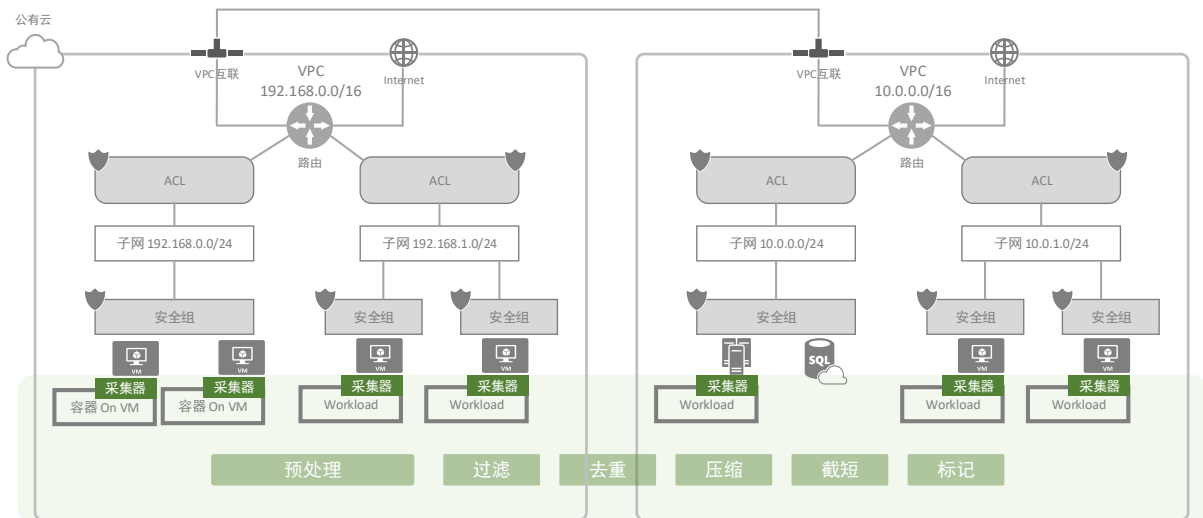 公有云
VPC互联
VPC
192.168.0.0/16
Internet
路由
ACL
ACL
子网 192.168.0.0/24
子网 192.168.1.0/24
安全组
安全组
安全组
VM
VM
VM
VM
采集器
采集器
采集器
采集器
容器 On VM
容器 On VM
Workload
Workload
VPC互联
VPC
10.0.0.0/16
Internet
路由
ACL
ACL
子网 10.0.0.0/24
子网 10.0.1.0/24
安全组
安全组
安全组
SQL
VM
VM
采集器
采集器
采集器
Workload
Workload
Workload
预处理
过滤
去重
压缩
截短
标记